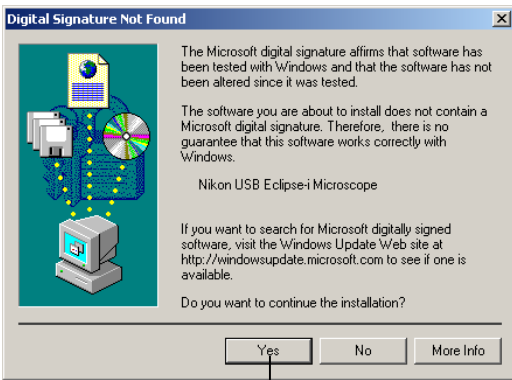 Digital Signature Not Found
The Microsoft digital signature affirms that software has
been tested with Windows and that the software has not
been altered since it was tested.
The software you are about to install does not contain a
Microsoft digital signature. Therefore, there is no
guarantee that this software works correctly with
Windows.
Nikon USB Eclipse-i Microscope
If you want to search for Microsoft digitally signed
software, visit the Windows Update Web site at
http://windowsupdate.microsoft.com to see if one is
available.
Do you want to continue the installation?
Yes No More Info